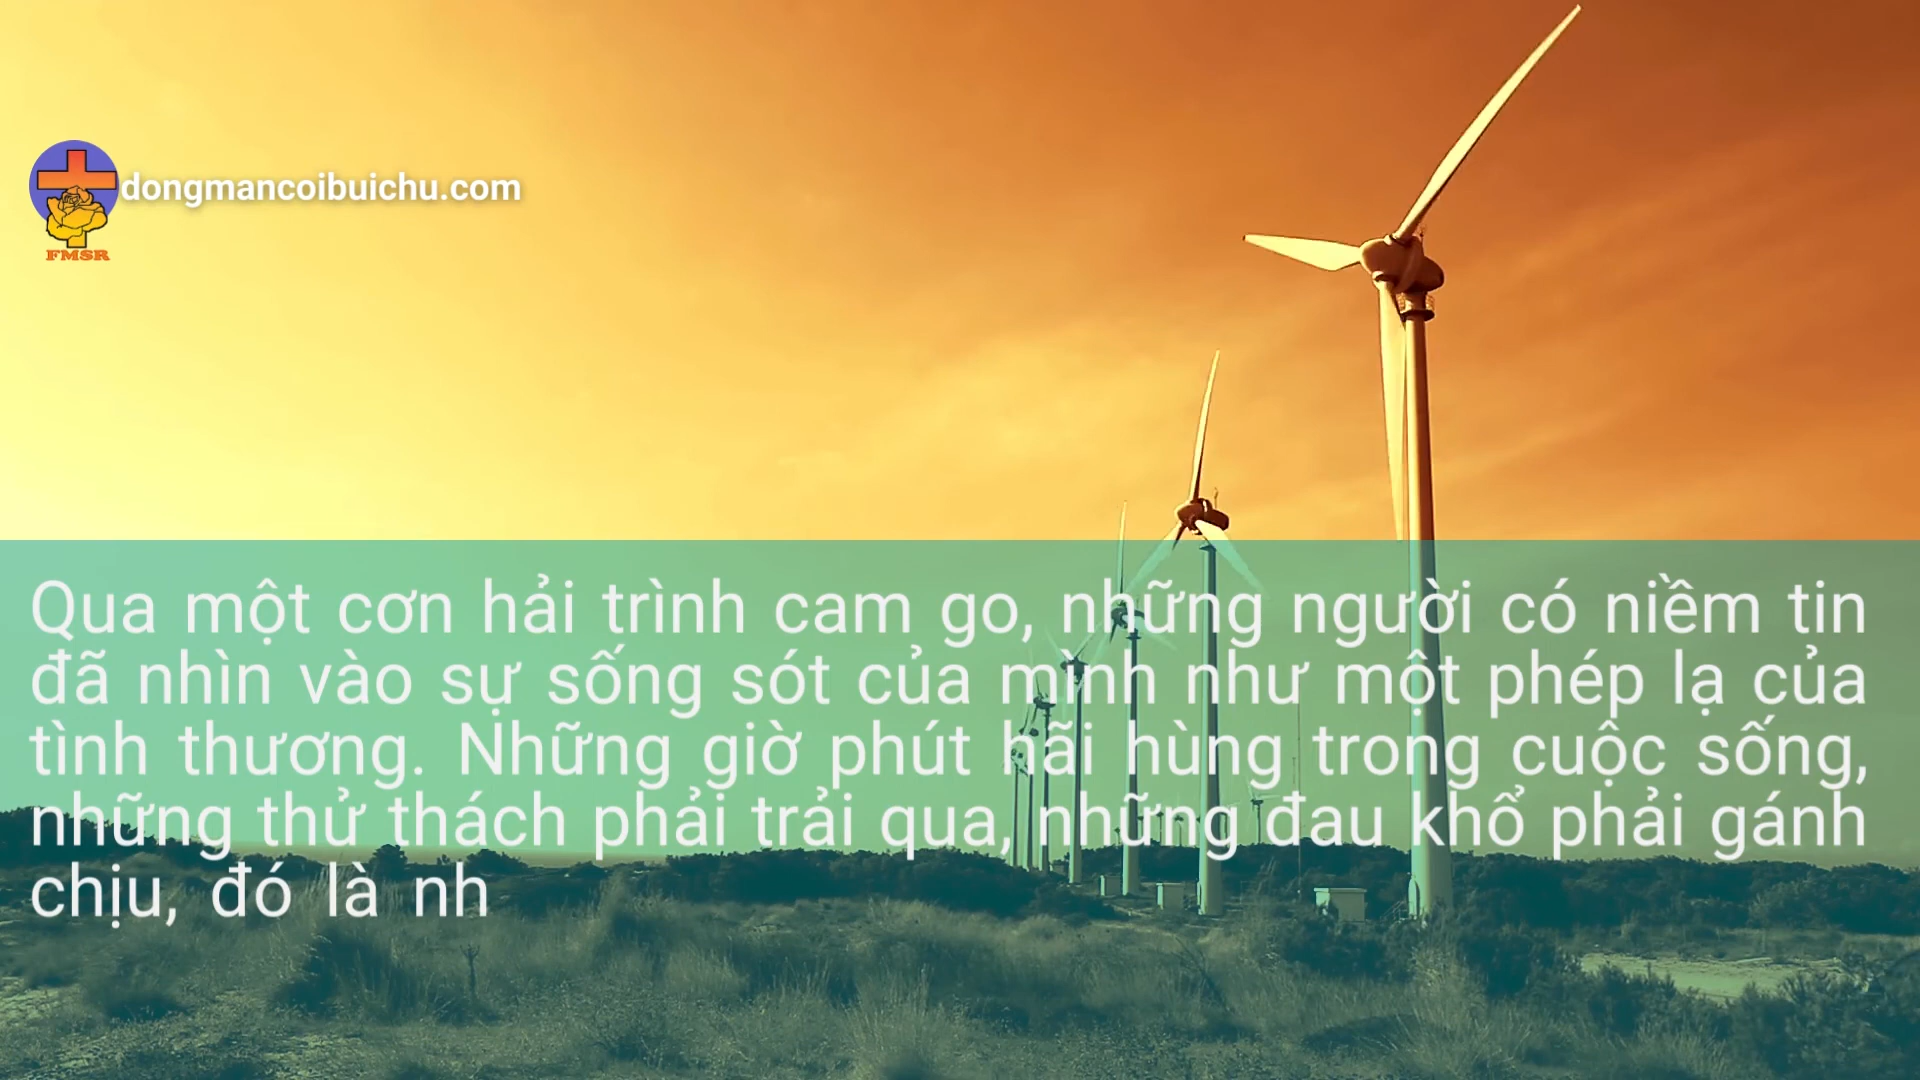 dongmancoibuichu.com
FMSR
Qua một cơn hải trình cam go, những người có niềm tin
đã nhìn vào sự sống sót của mình như một phép lạ của
tình thương. Những giờ phút hãi hùng trong cuộc sống,
những thử thách phải trải qua, những đau khổ phải gánh
chịu, đó là nh